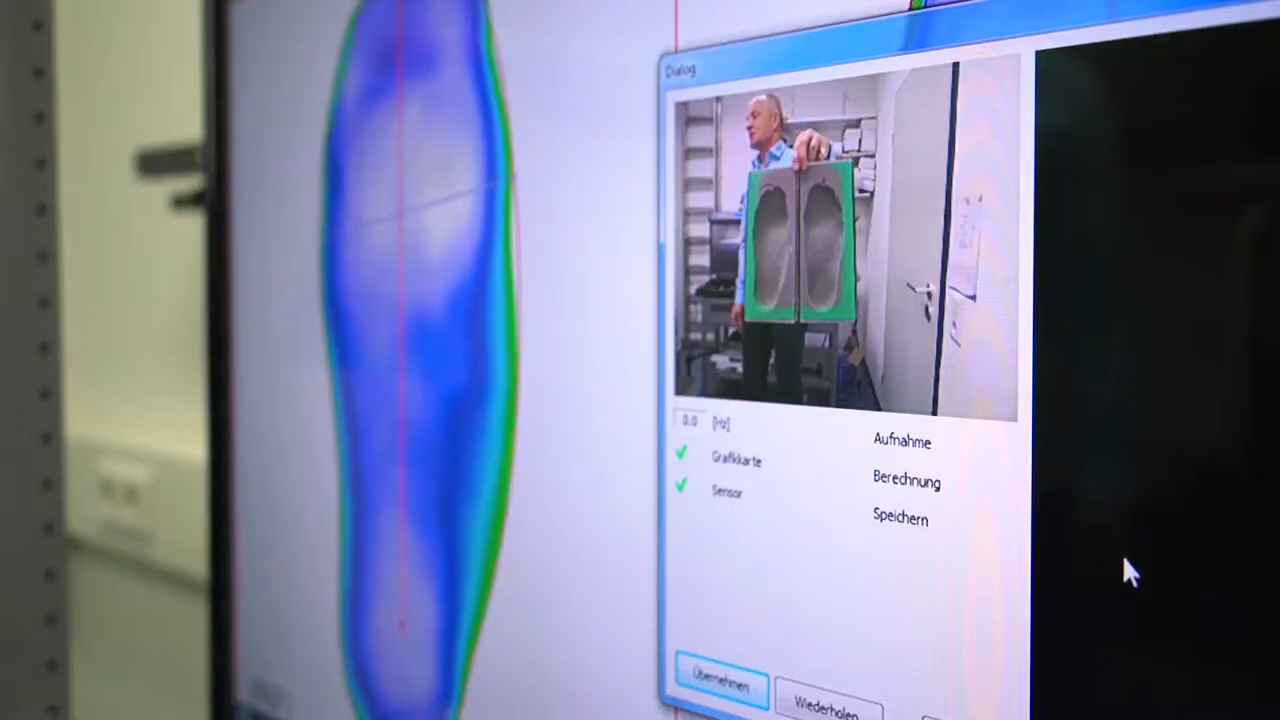 Dialog
0.0 [Hz]
Aufnahme
Grafikkarte
Berechnung
Sensor
Speichern
Übernehmen
Wiederholen